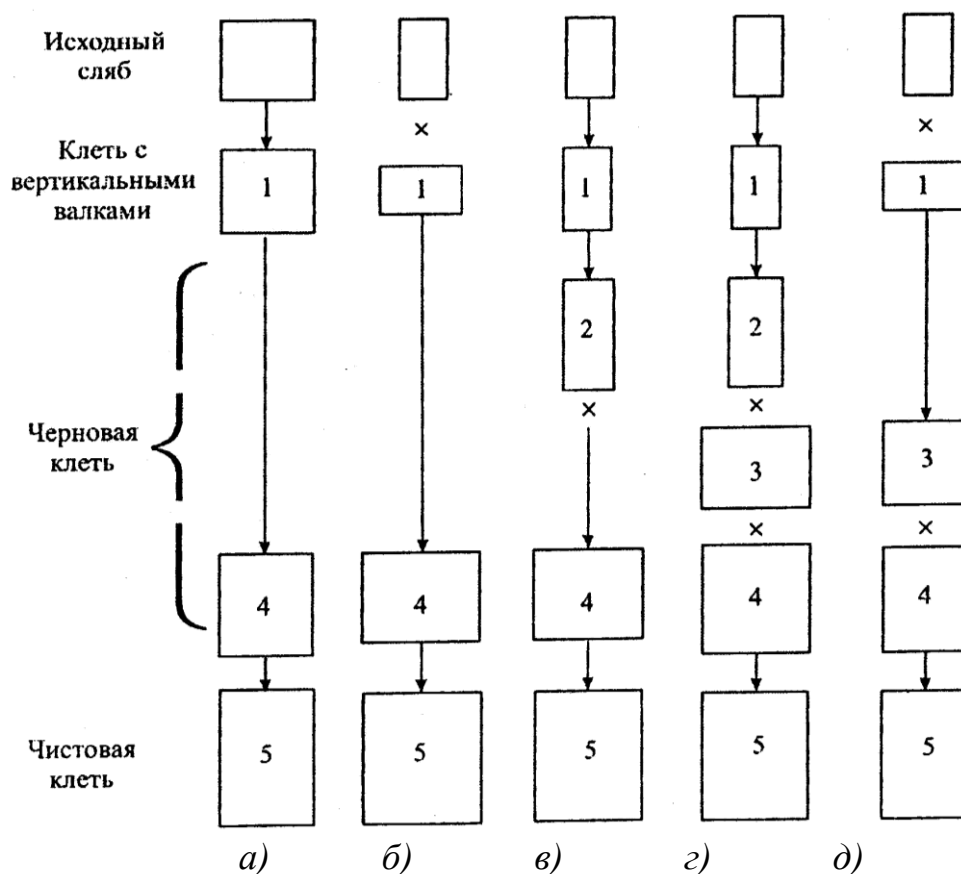 Исходный
сляб
×
×
Клеть с
вертикальными
валками
1
1
1
1
1
2
2
×
×
Черновая
клеть
3
3
×
×
4
4
4
4
4
Чистовая
клеть
5
5
5
5
5
а)
б)
в)
г)
д)